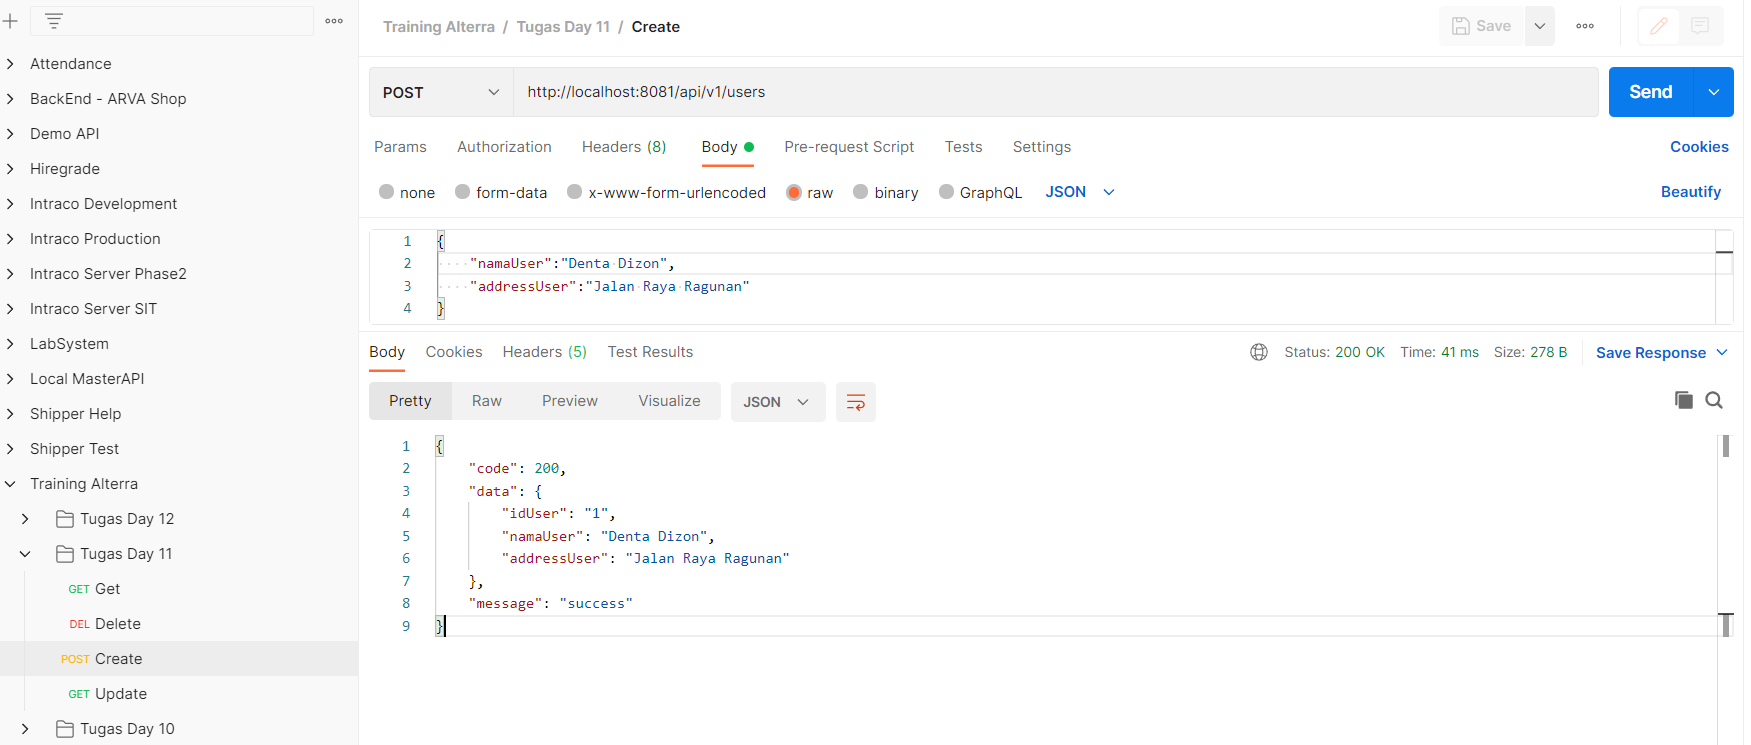 Attendance
BackEnd - ARVA Shop
Demo API
Hiregrade
Intraco Development
Intraco Production
Intraco Server Phase2
Intraco Server SIT
LabSystem
Local MasterAPI
Shipper Help
Shipper Test
Training Alterra
Tugas Day 12
Tugas Day 11
GET Get
DEL Delete
POST Create
GET Update
Tugas Day 10
Training Alterra / Tugas Day 11 / Create
Save
POST http://localhost:8081/api/v1/users Send
Params Authorization Headers (8) Body Pre-request Script Tests Settings Cookies
none form-data x-www-form-urlencoded raw binary GraphQL JSON Beautify
1 {
2 "namaUser":"Denta Dizon",
3 "addressUser":"Jalan Raya Ragunan"
4 }
Body Cookies Headers (5) Test Results Status: 200 OK Time: 41 ms Size: 278 B Save Response
Pretty Raw Preview Visualize JSON
1 {
2 "code": 200,
3 "data": {
4 "idUser": "1",
5 "namaUser": "Denta Dizon",
6 "addressUser": "Jalan Raya Ragunan"
7 },
8 "message": "success"
9 }